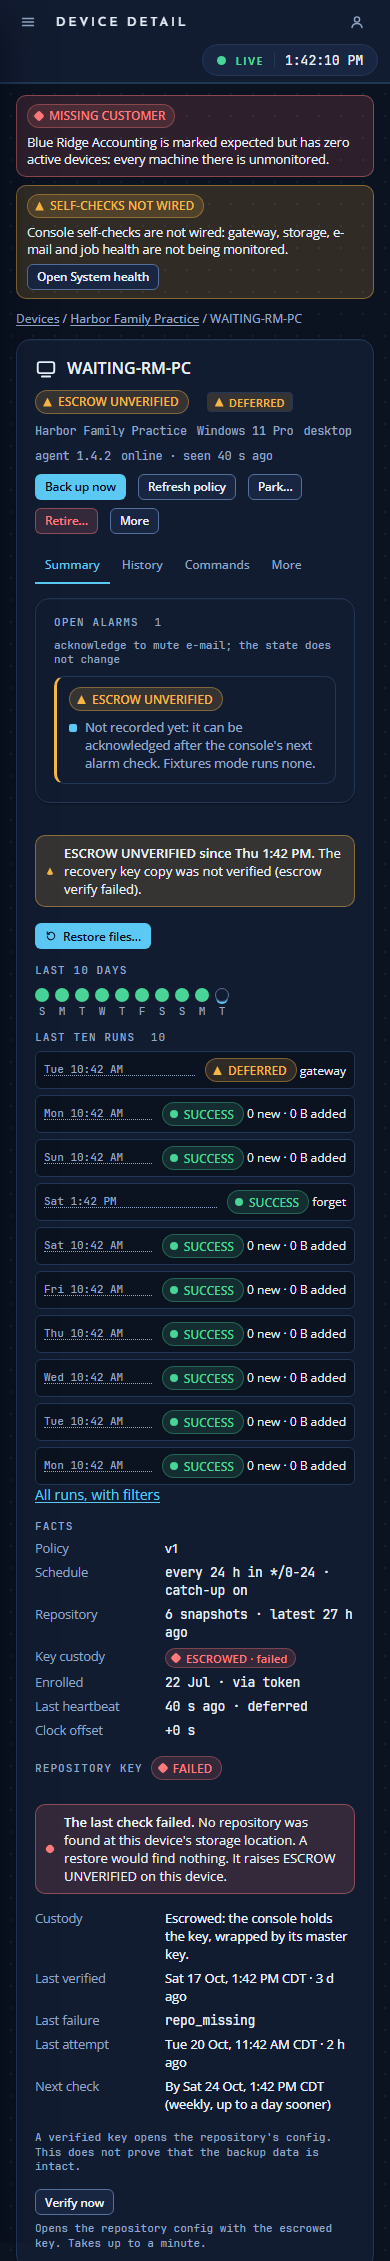 DEVICE DETAIL
LIVE 1:42:10 PM
MISSING CUSTOMER
Blue Ridge Accounting is marked expected but has zero
active devices: every machine there is unmonitored.
SELF-CHECKS NOT WIRED
Console self-checks are not wired: gateway, storage, e-
mail and job health are not being monitored.
Open System health
Devices / Harbor Family Practice / WAITING-RM-PC
WAITING-RM-PC
ESCROW UNVERIFIED DEFERRED
Harbor Family Practice Windows 11 Pro desktop
agent 1.4.2 online · seen 40 s ago
Back up now Refresh policy Park…
Retire… More
Summary History Commands More
OPEN ALARMS 1
acknowledge to mute e-mail; the state does
not change
ESCROW UNVERIFIED
Not recorded yet: it can be
acknowledged after the console's next
alarm check. Fixtures mode runs none.
ESCROW UNVERIFIED since Thu 1:42 PM. The
recovery key copy was not verified (escrow
verify failed).
Restore files…
LAST 10 DAYS
S M T W T F S S M T
LAST TEN RUNS 10
Tue 10:42 AM DEFERRED gateway
Mon 10:42 AM SUCCESS 0 new · 0 B added
Sun 10:42 AM SUCCESS 0 new · 0 B added
Sat 1:42 PM SUCCESS forget
Sat 10:42 AM SUCCESS 0 new · 0 B added
Fri 10:42 AM SUCCESS 0 new · 0 B added
Thu 10:42 AM SUCCESS 0 new · 0 B added
Wed 10:42 AM SUCCESS 0 new · 0 B added
Tue 10:42 AM SUCCESS 0 new · 0 B added
Mon 10:42 AM SUCCESS 0 new · 0 B added
All runs, with filters
FACTS
Policy v1
Schedule every 24 h in */0-24 ·
catch-up on
Repository 6 snapshots · latest 27 h
ago
Key custody ESCROWED · failed
Enrolled 22 Jul · via token
Last heartbeat 40 s ago · deferred
Clock offset +0 s
REPOSITORY KEY FAILED
The last check failed. No repository was
found at this device's storage location. A
restore would find nothing. It raises ESCROW
UNVERIFIED on this device.
Custody Escrowed: the console holds
the key, wrapped by its master
key.
Last verified Sat 17 Oct, 1:42 PM CDT · 3 d
ago
Last failure repo_missing
Last attempt Tue 20 Oct, 11:42 AM CDT · 2 h
ago
Next check By Sat 24 Oct, 1:42 PM CDT
(weekly, up to a day sooner)
A verified key opens the repository's config.
This does not prove that the backup data is
intact.
Verify now
Opens the repository config with the escrowed
key. Takes up to a minute.